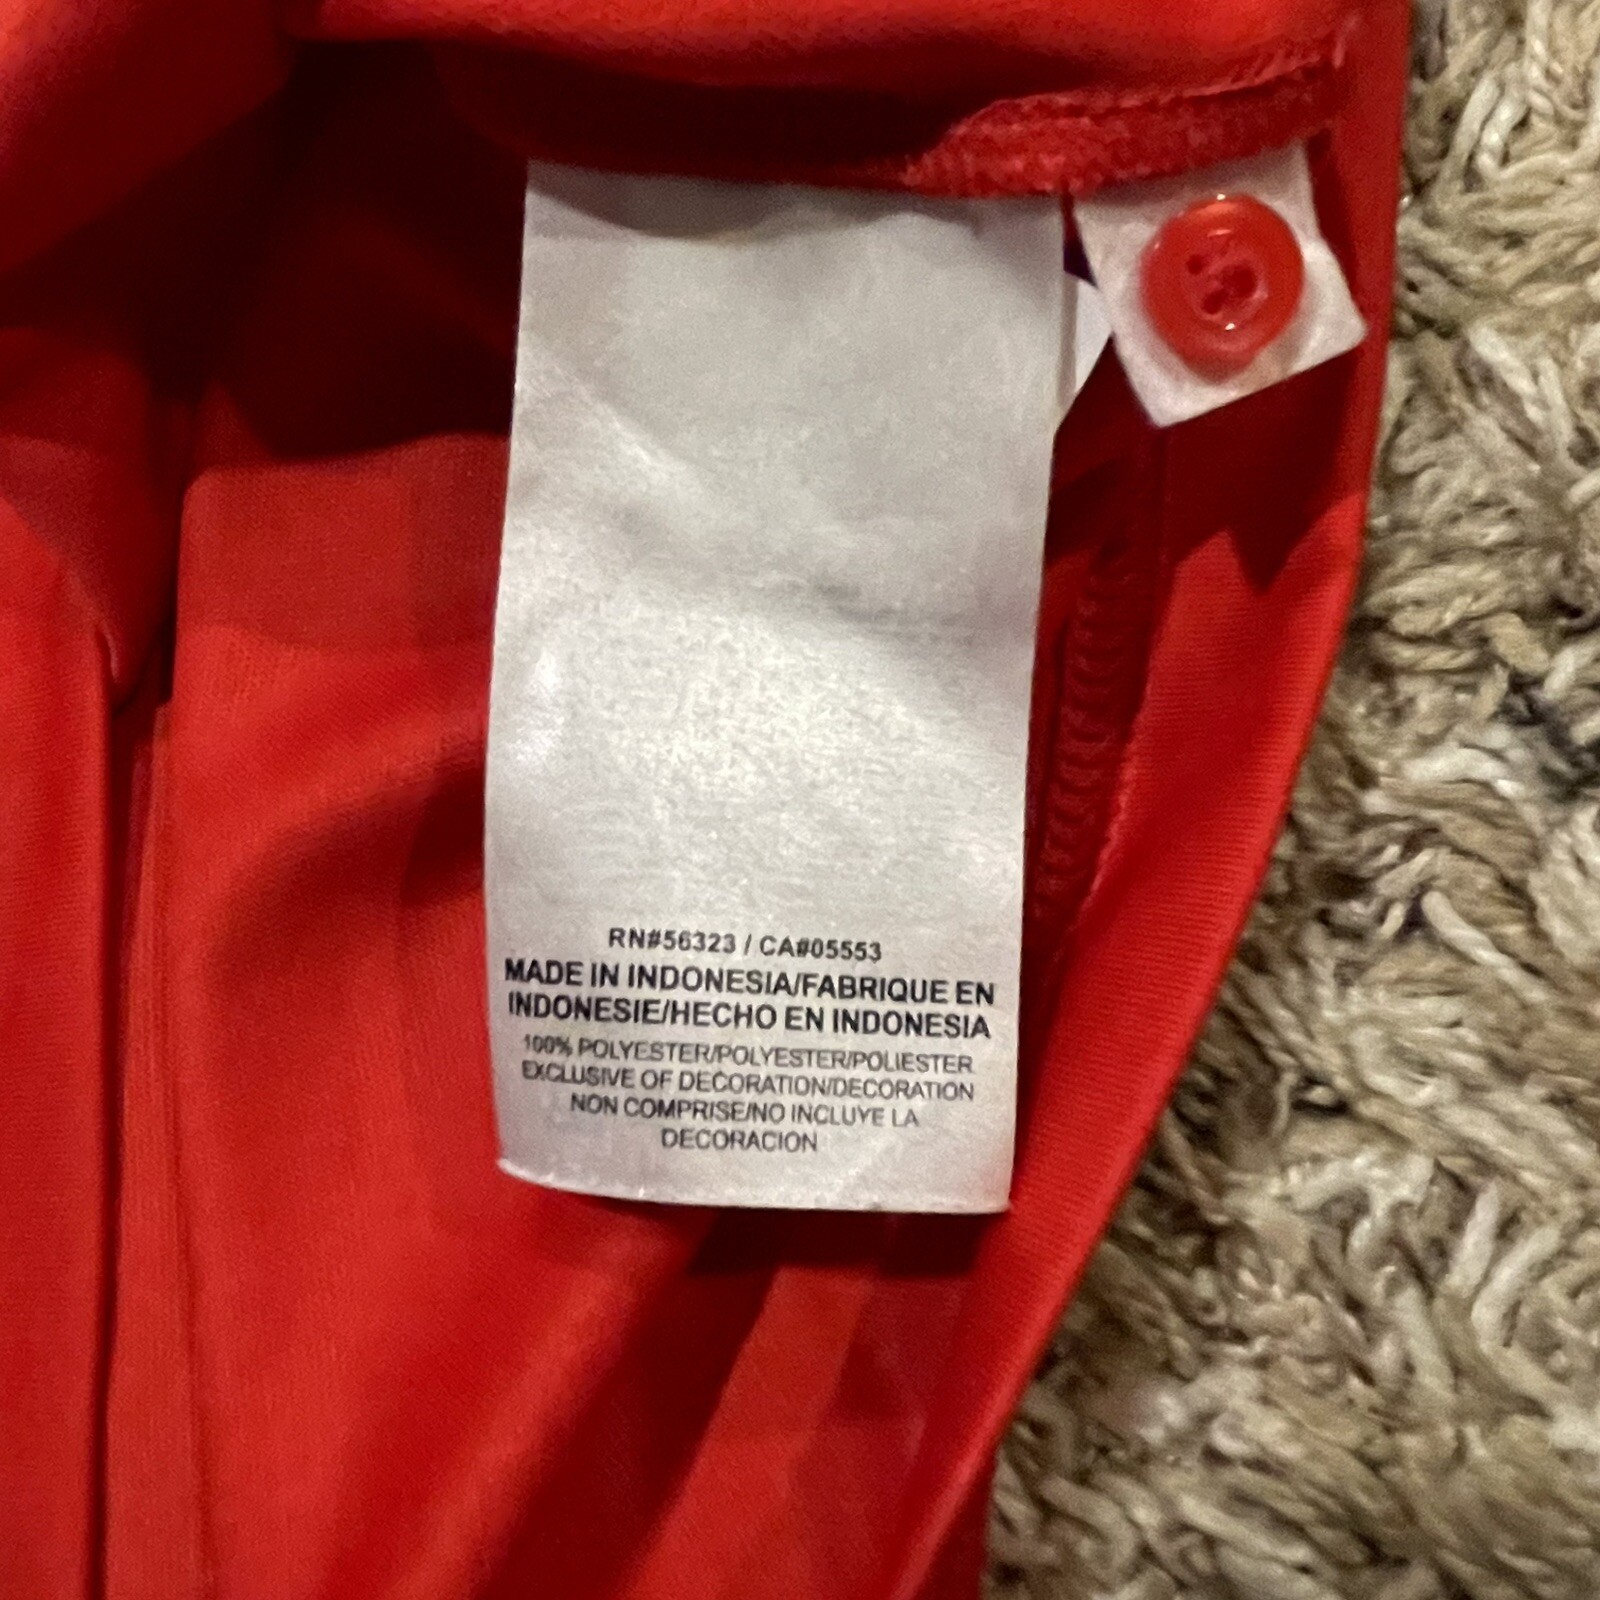 RN#56323 / CA#05553
MADE IN INDONESIA/FABRIQUE EN
INDONESIE/HECHO EN INDONESIA
100% POLYESTER/POLYESTER/POLIESTER
EXCLUSIVE OF DECORATION/DECORATION
NON COMPRISE/NO INCLUYE LA
DECORACION